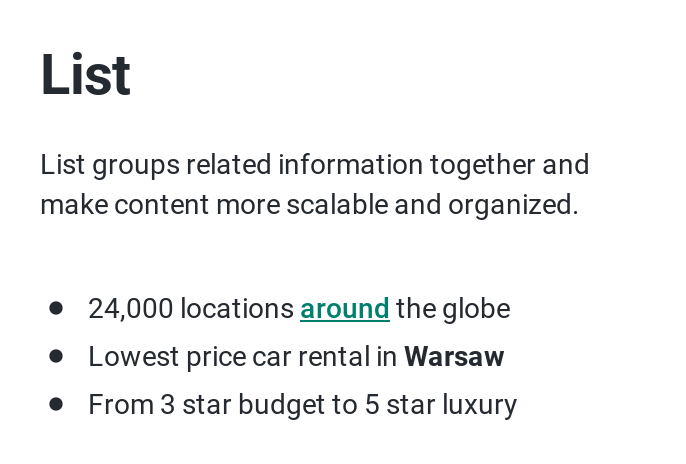 List
List groups related information together and
make content more scalable and organized.
● 24,000 locations around the globe
● Lowest price car rental in Warsaw
● From 3 star budget to 5 star luxury